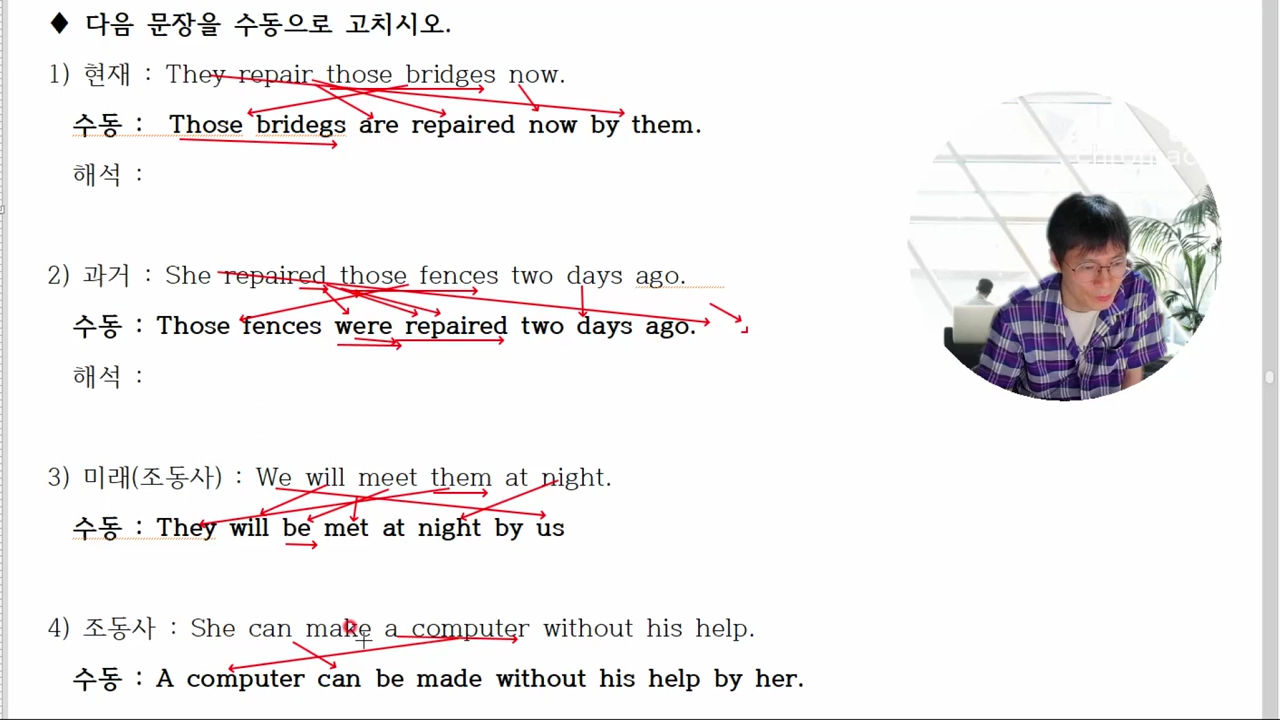 ◆ 다음 문장을 수동으로 고치시오.
1) 현재 : They repair those bridges now.
수동 : Those bridegs are repaired now by them.
해석 :
2) 과거 : She repaired those fences two days ago.
수동 : Those fences were repaired two days ago.
해석 :
3) 미래(조동사) : We will meet them at night.
수동 : They will be met at night by us
4) 조동사 : She can make a computer without his help.
수동 : A computer can be made without his help by her.